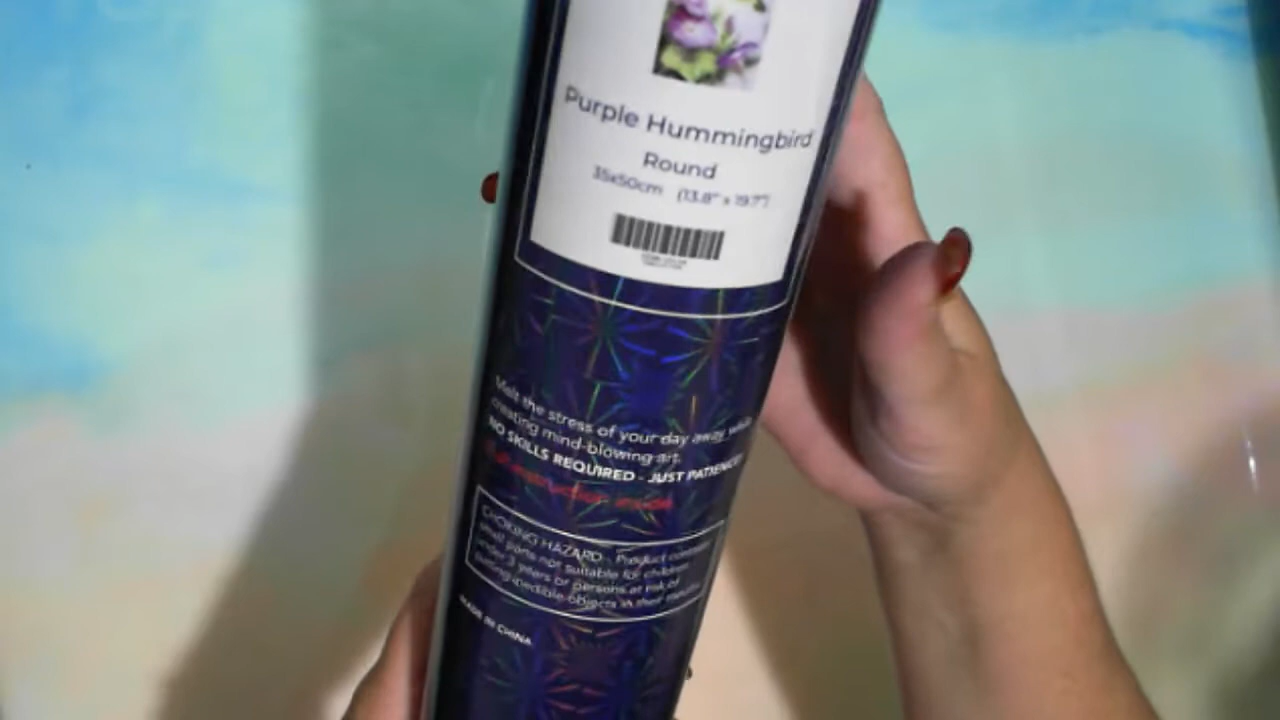 Purple Hummingbird
Round
35x50cm (13.8" x 19.7")
Melt the stress of your day away while
creating mind-blowing art.
NO SKILLS REQUIRED - JUST PATIENCE!
CHOKING HAZARD - Product contains
small parts not suitable for children
under 3 years or persons at risk of
putting inedible objects in their mouths.
MADE IN CHINA